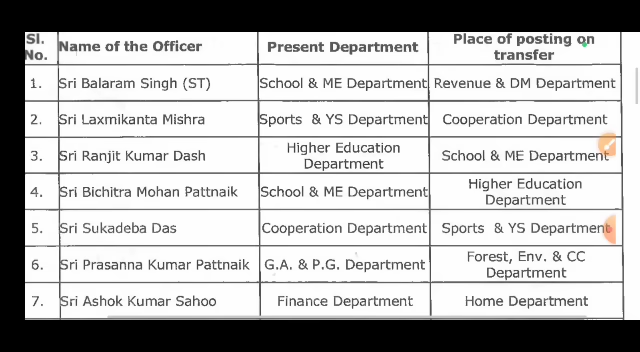 Sl. No. Name of the Officer Present Department Place of posting on transfer
1. Sri Balaram Singh (ST) School & ME Department Revenue & DM Department
2. Sri Laxmikanta Mishra Sports & YS Department Cooperation Department
3. Sri Ranjit Kumar Dash Higher Education Department School & ME Department
4. Sri Bichitra Mohan Pattnaik School & ME Department Higher Education Department
5. Sri Sukadeba Das Cooperation Department Sports & YS Department
6. Sri Prasanna Kumar Pattnaik G.A. & P.G. Department Forest, Env. & CC Department
7. Sri Ashok Kumar Sahoo Finance Department Home Department